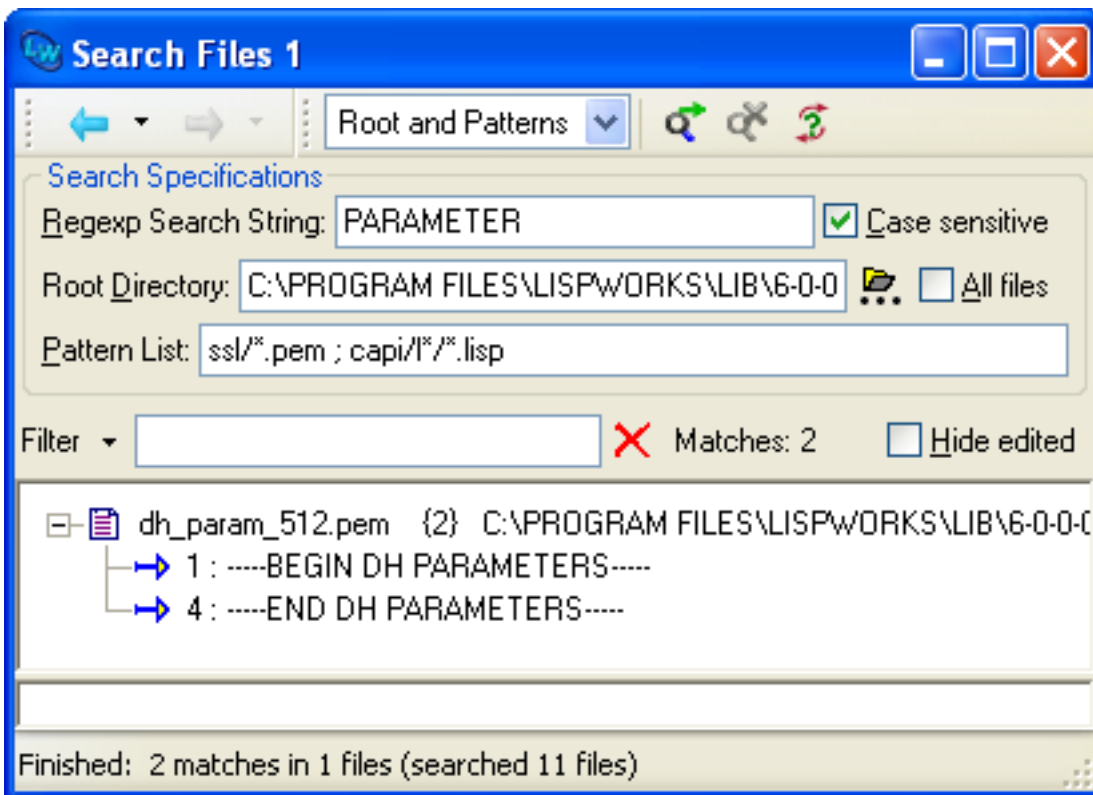 Search Files 1
Root and Patterns
Search Specifications
Regexp Search String: PARAMETER Case sensitive
Root Directory: C:\PROGRAM FILES\LISPWORKS\LIB\6-0-0 All files
Pattern List: ssl/*.pem ; capi/l*/*.lisp
Filter Matches: 2 Hide edited
dh_param_512.pem {2} C:\PROGRAM FILES\LISPWORKS\LIB\6-0-0-0
1 : -----BEGIN DH PARAMETERS-----
4 : -----END DH PARAMETERS-----
Finished: 2 matches in 1 files (searched 11 files)